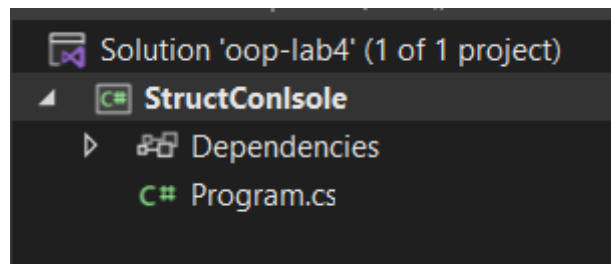 Solution 'oop-lab4' (1 of 1 project)
C# StructConlsole
Dependencies
C# Program.cs